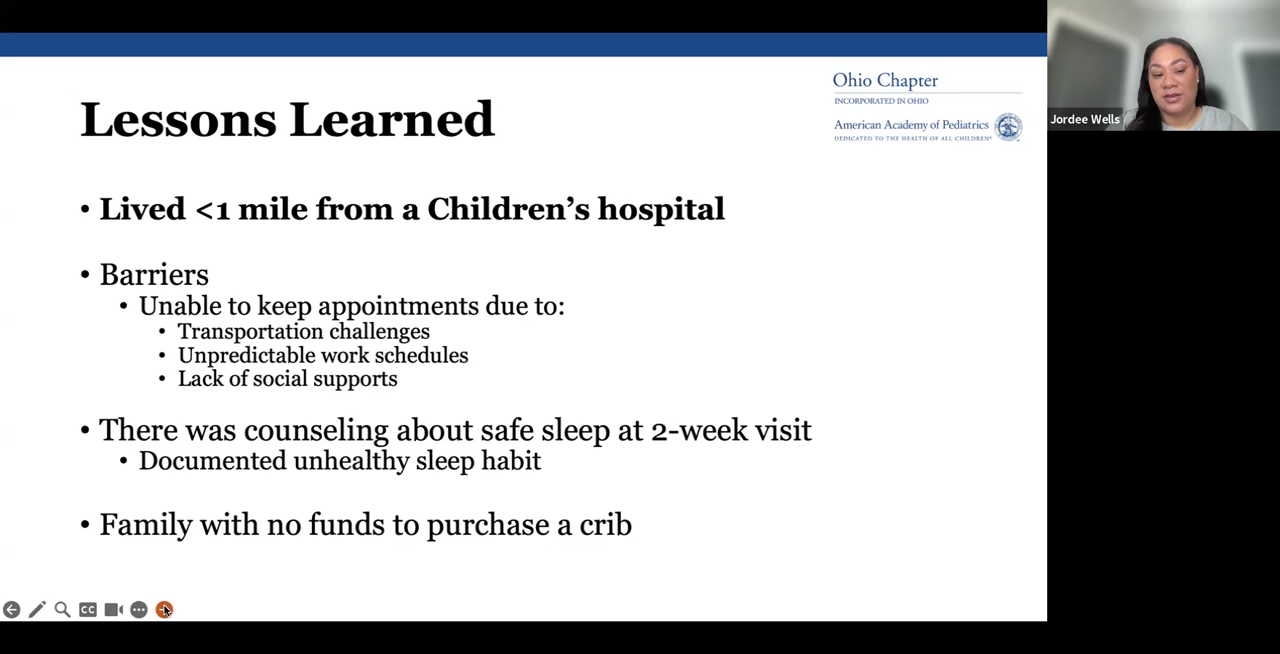 Ohio Chapter
INCORPORATED IN OHIO
American Academy of Pediatrics
DEDICATED TO THE HEALTH OF ALL CHILDREN®
Jordee Wells
Lessons Learned
• Lived <1 mile from a Children's hospital
• Barriers
• Unable to keep appointments due to:
• Transportation challenges
• Unpredictable work schedules
• Lack of social supports
• There was counseling about safe sleep at 2-week visit
• Documented unhealthy sleep habit
• Family with no funds to purchase a crib
CC